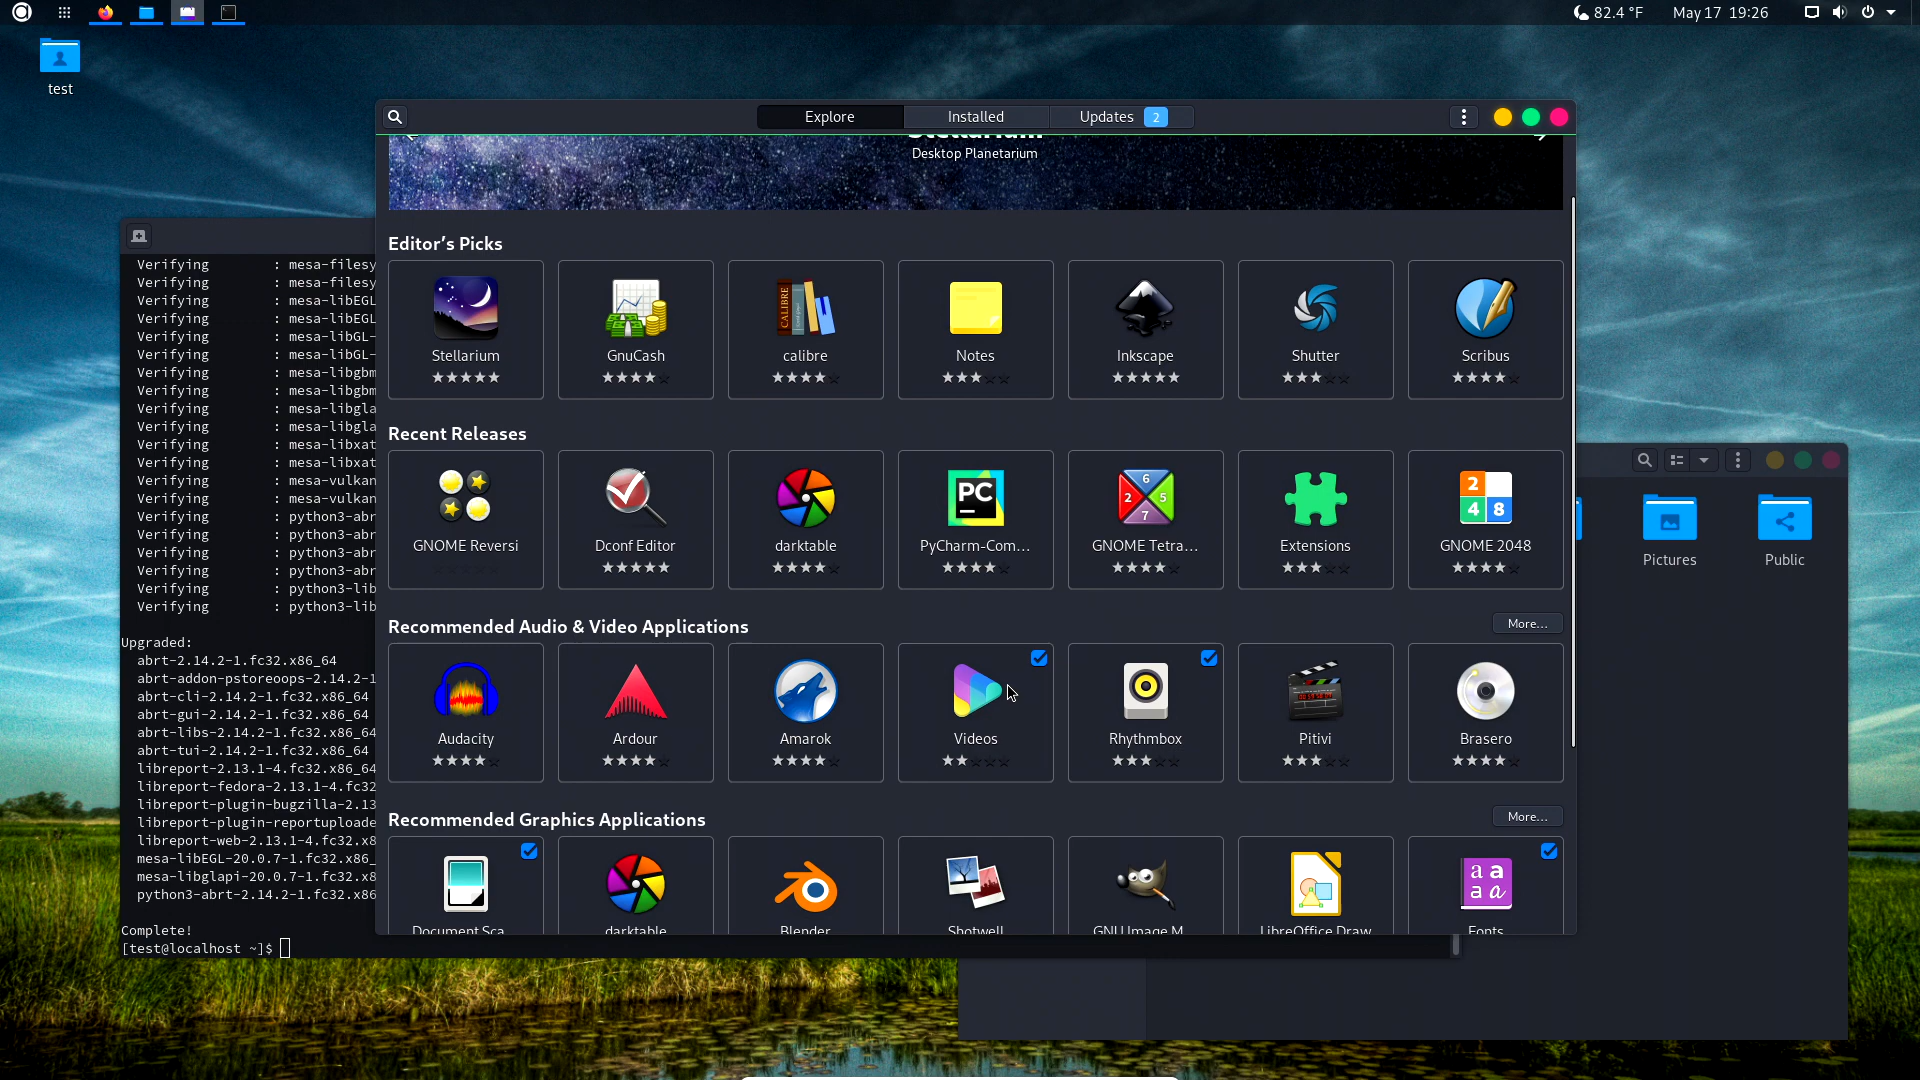 82.4 °F
May 17 19:26
test
Explore
Installed
Updates 2
Stellarium
Desktop Planetarium
Editor's Picks
Stellarium
GnuCash
calibre
Notes
Inkscape
Shutter
Scribus
Recent Releases
GNOME Reversi
Dconf Editor
darktable
PyCharm-Com...
GNOME Tetra...
Extensions
GNOME 2048
Recommended Audio & Video Applications
More...
Audacity
Ardour
Amarok
Videos
Rhythmbox
Pitivi
Brasero
Recommended Graphics Applications
More...
Document Sca
darktable
Blender
Shotwell
GNU Image M
LibreOffice Draw
Fonts
Verifying : mesa-filesy
Verifying : mesa-filesy
Verifying : mesa-libEGL
Verifying : mesa-libEGL
Verifying : mesa-libGL-
Verifying : mesa-libGL-
Verifying : mesa-libgbm
Verifying : mesa-libgbm
Verifying : mesa-libgla
Verifying : mesa-libgla
Verifying : mesa-libxat
Verifying : mesa-libxat
Verifying : mesa-vulkan
Verifying : mesa-vulkan
Verifying : python3-abr
Verifying : python3-abr
Verifying : python3-abr
Verifying : python3-abr
Verifying : python3-lib
Verifying : python3-lib
Upgraded:
abrt-2.14.2-1.fc32.x86_64
abrt-addon-pstoreoops-2.14.2-1
abrt-cli-2.14.2-1.fc32.x86_64
abrt-gui-2.14.2-1.fc32.x86_64
abrt-libs-2.14.2-1.fc32.x86_64
abrt-tui-2.14.2-1.fc32.x86_64
libreport-2.13.1-4.fc32.x86_64
libreport-fedora-2.13.1-4.fc32
libreport-plugin-bugzilla-2.13
libreport-plugin-reportuploade
libreport-web-2.13.1-4.fc32.x8
mesa-libEGL-20.0.7-1.fc32.x86_
mesa-libglapi-20.0.7-1.fc32.x8
python3-abrt-2.14.2-1.fc32.x86
Complete!
[test@localhost ~]$
Pictures
Public